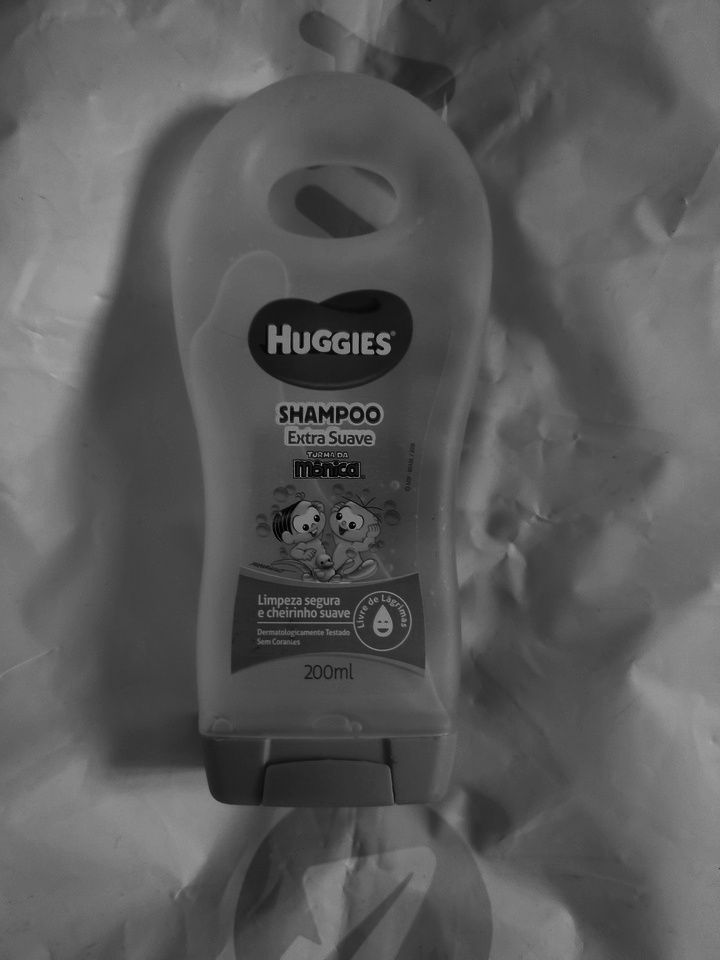 HUGGIES®
SHAMPOO
Extra Suave
TURMA DA
Mônica
Limpeza segura
e cheirinho suave
Dermatologicamente Testado
Sem Corantes
Livre de Lágrimas
200ml